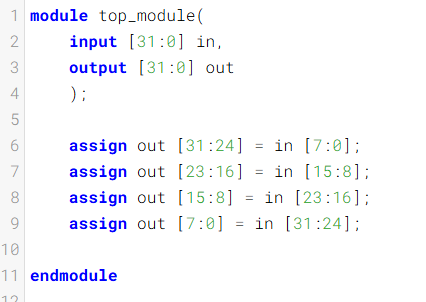 1 module top_module(
2     input [31:0] in,
3     output [31:0] out
4     );
5
6     assign out [31:24] = in [7:0];
7     assign out [23:16] = in [15:8];
8     assign out [15:8] = in [23:16];
9     assign out [7:0] = in [31:24];
10
11 endmodule
12